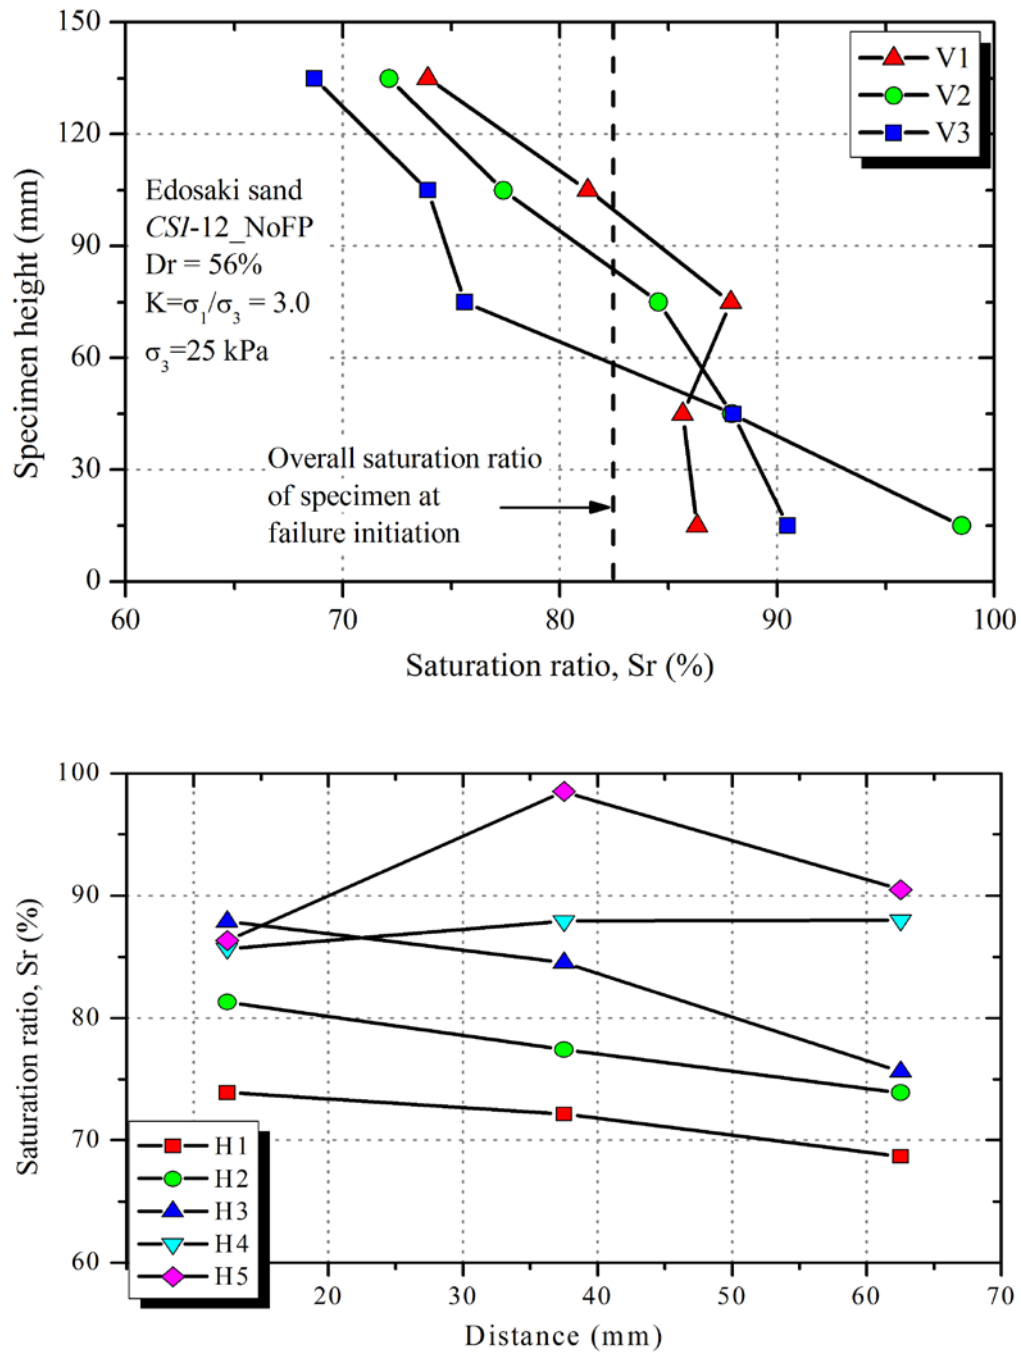 150
120
90
60
30
0
Specimen height (mm)
V1
V2
V3
Edosaki sand
CSI-12_NoFP
Dr = 56%
K=σ1/σ3 = 3.0
σ3=25 kPa
Overall saturation ratio
of specimen at
failure initiation
60 70 80 90 100
Saturation ratio, Sr (%)
100
90
80
70
60
Saturation ratio, Sr (%)
H1
H2
H3
H4
H5
20 30 40 50 60 70
Distance (mm)